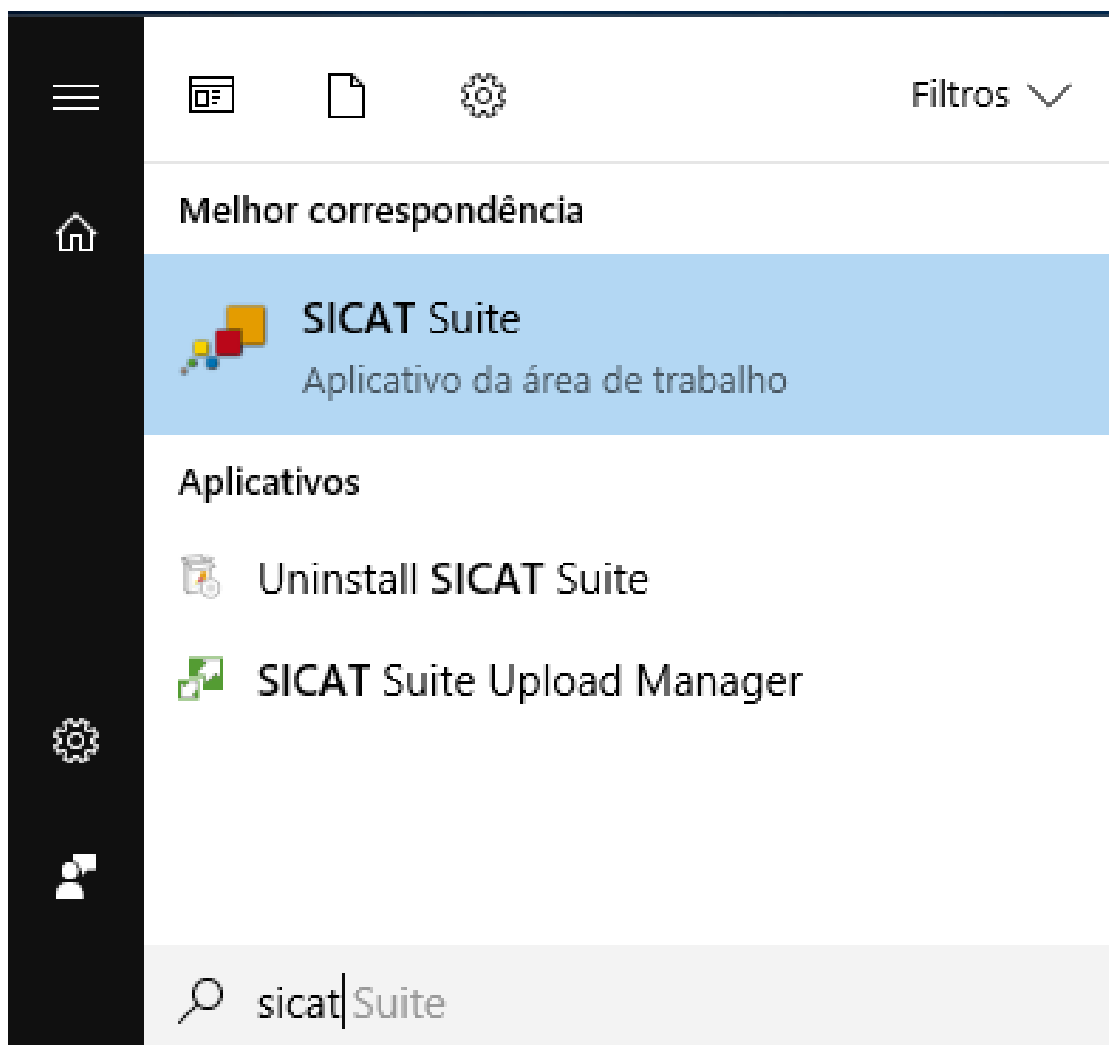 Filtros
Melhor correspondência
SICAT Suite
Aplicativo da área de trabalho
Aplicativos
Uninstall SICAT Suite
SICAT Suite Upload Manager
sicat Suite